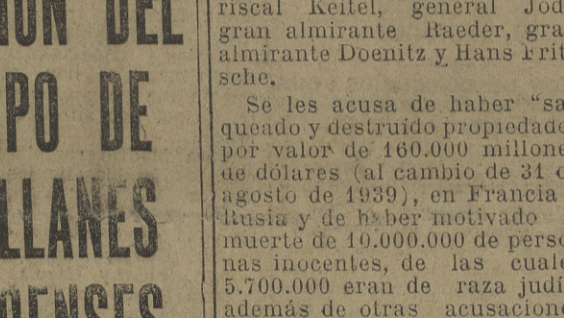 ION DEL
PO DE
LLANES
RENSES
riscal Keitel, general Jod
gran almirante Raeder, gra
almirante Doenitz y Hans Frit
sche.
Se les acusa de haber “sa
queado y destruído propiedade
por valor de 160.000 millone
de dólares (al cambio de 31 d
agosto de 1939), en Francia
Rusia y de haber motivado
muerte de 10.000.000 de perso
nas inocentes, de las cuale
5.700.000 eran de raza judí
además de otras acusacione